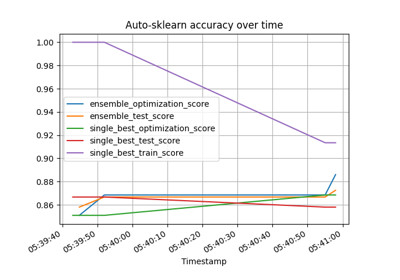 Auto-sklearn accuracy over time
1.00
0.98
0.96
0.94
0.92
0.90
0.88
0.86
ensemble_optimization_score
ensemble_test_score
single_best_optimization_score
single_best_test_score
single_best_train_score
05:39:40
05:39:50
05:40:00
05:40:10
05:40:20
05:40:30
05:40:40
05:40:50
05:41:00
Timestamp